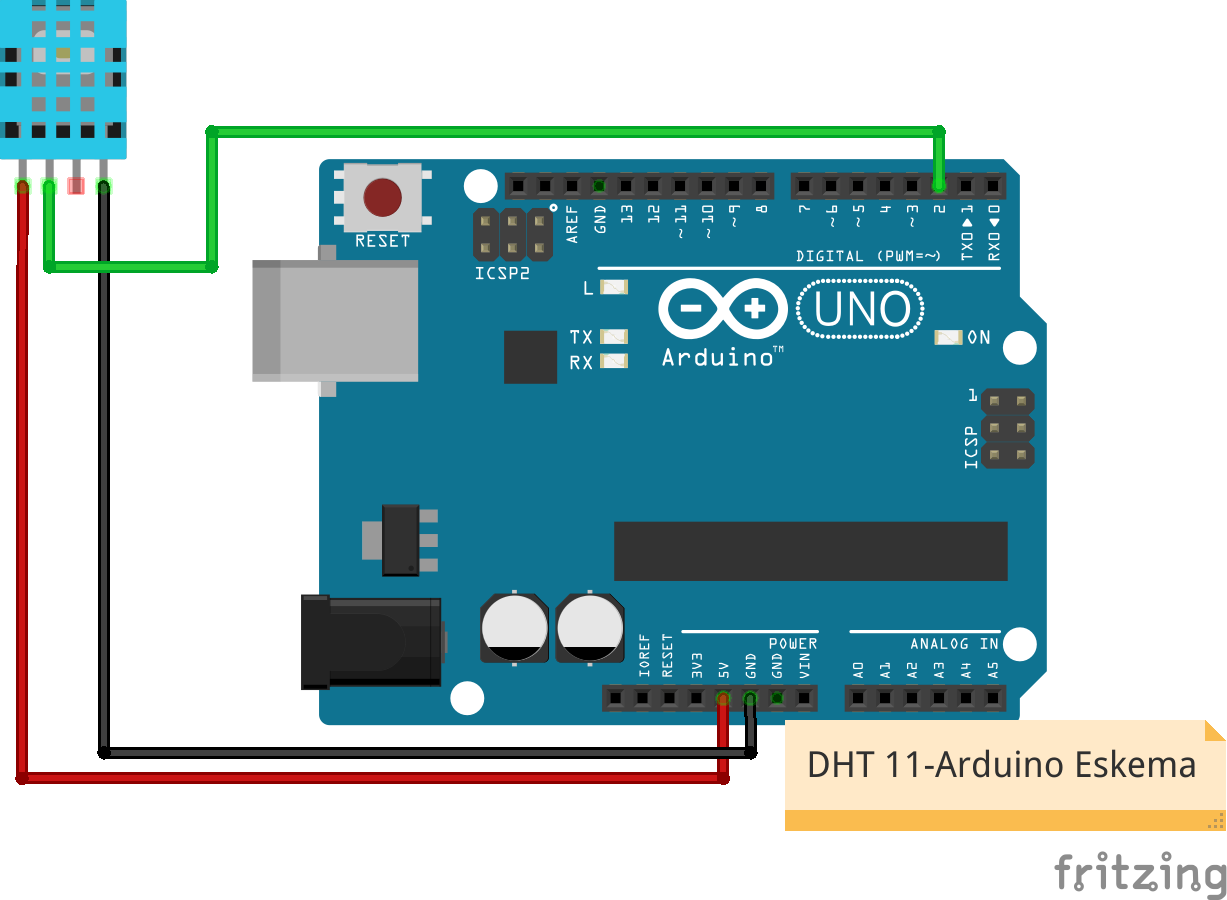 RESET
ICSP2
AREF
GND
13
12
~11
~10
~9
8
7
~6
~5
4
~3
2
TX0▶1
RX0◀0
DIGITAL (PWM=~)
L
TX
RX
Arduino™
UNO
ON
1
ICSP
IOREF
RESET
3V3
5V
GND
GND
VIN
POWER
A0
A1
A2
A3
A4
A5
ANALOG IN
DHT 11-Arduino Eskema
fritzing